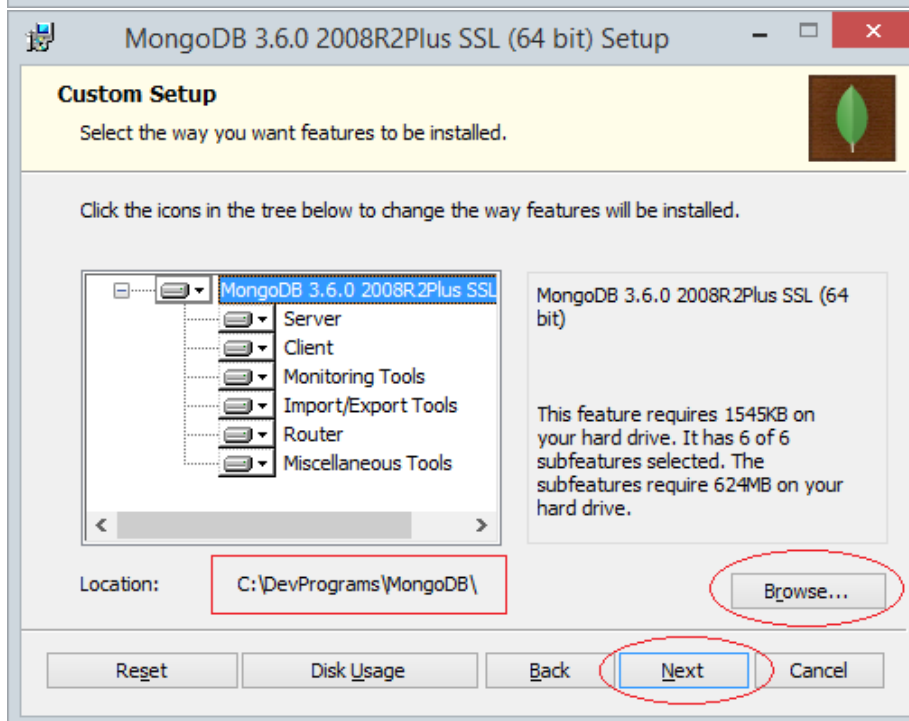 MongoDB 3.6.0 2008R2Plus SSL (64 bit) Setup
Custom Setup
Select the way you want features to be installed.
Click the icons in the tree below to change the way features will be installed.
MongoDB 3.6.0 2008R2Plus SSL
Server
Client
Monitoring Tools
Import/Export Tools
Router
Miscellaneous Tools
MongoDB 3.6.0 2008R2Plus SSL (64
bit)
This feature requires 1545KB on
your hard drive. It has 6 of 6
subfeatures selected. The
subfeatures require 624MB on your
hard drive.
Location: C:\DevPrograms\MongoDB\
Browse...
Reset Disk Usage Back Next Cancel